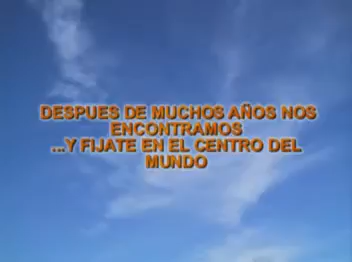 DESPUES DE MUCHOS AÑOS NOS
ENCONTRAMOS
...Y FIJATE EN EL CENTRO DEL
MUNDO